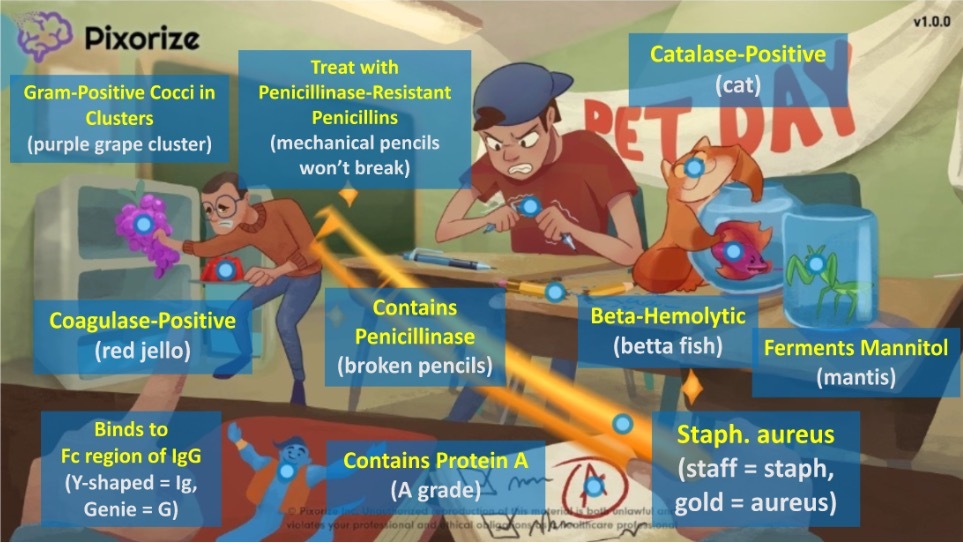 Pixorize
v1.0.0
Gram-Positive Cocci in
Clusters
(purple grape cluster)
Treat with
Penicillinase-Resistant
Penicillins
(mechanical pencils
won’t break)
Catalase-Positive
(cat)
PET DAY
Coagulase-Positive
(red jello)
Contains
Penicillinase
(broken pencils)
Beta-Hemolytic
(betta fish)
Ferments Mannitol
(mantis)
Binds to
Fc region of IgG
(Y-shaped = Ig,
Genie = G)
Contains Protein A
(A grade)
A
Staph. aureus
(staff = staph,
gold = aureus)
© Pixorize Inc. Unauthorized reproduction of this material is both unlawful and
violates your professional and ethical obligations as a healthcare professional